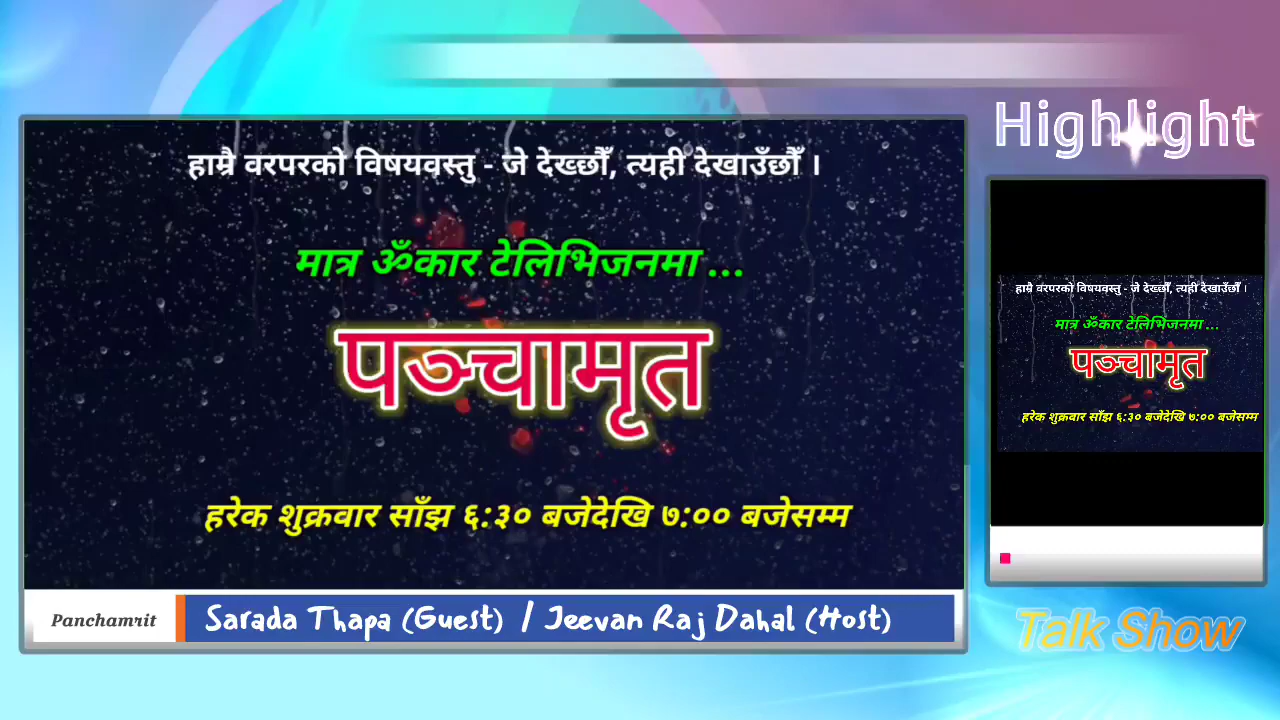 हाम्रै वरपरको विषयवस्तु - जे देख्छौँ, त्यही देखाउँछौँ ।
मात्र ॐकार टेलिभिजनमा ...
पञ्चामृत
हरेक शुक्रवार साँझ ६:३० बजेदेखि ७:०० बजेसम्म
Panchamrit
Sarada Thapa (Guest) / Jeevan Raj Dahal (Host)
Highlight
हाम्रै वरपरको विषयवस्तु - जे देख्छौँ, त्यही देखाउँछौँ ।
मात्र ॐकार टेलिभिजनमा ...
पञ्चामृत
हरेक शुक्रवार साँझ ६:३० बजेदेखि ७:०० बजेसम्म
Talk Show